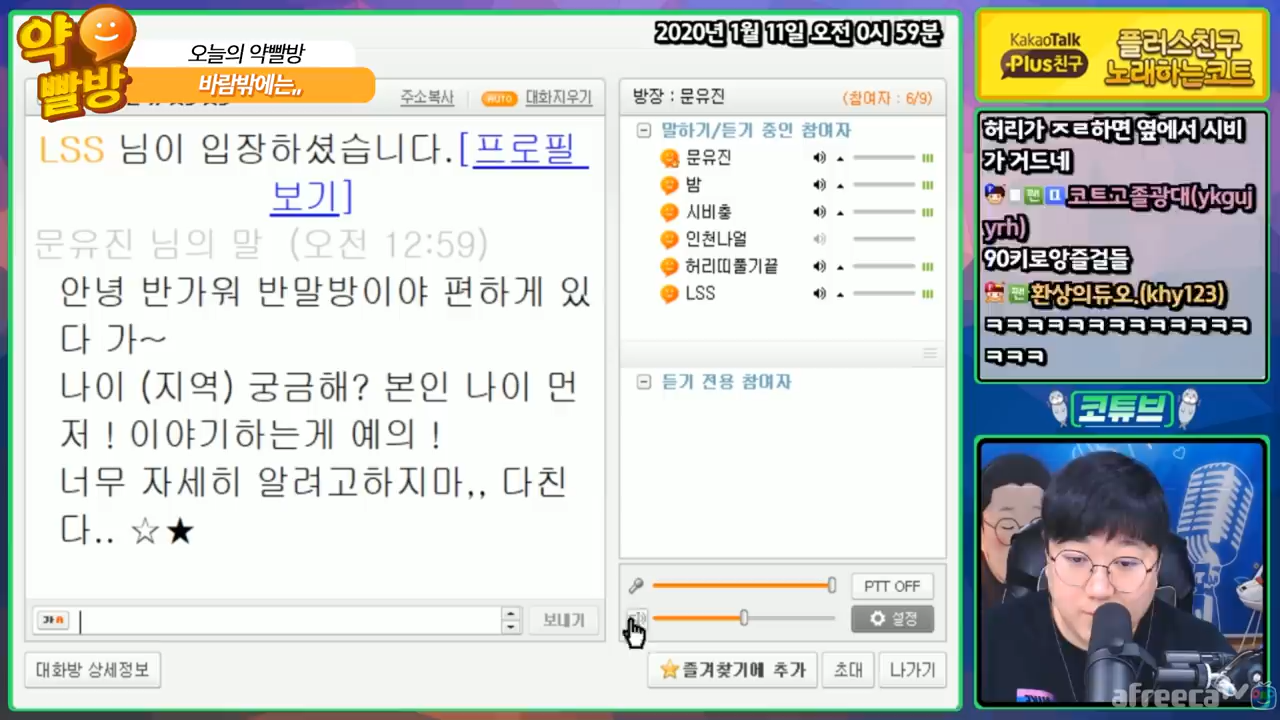 약빨방
오늘의 약빨방
바람밖에는,,
2020년 1월 11일 오전 0시 59분
주소복사
AUTO 대화지우기
LSS 님이 입장하셨습니다.[프로필
보기]
문유진 님의 말 (오전 12:59)
안녕 반가워 반말방이야 편하게 있
다 가~
나이 (지역) 궁금해? 본인 나이 먼
저 ! 이야기하는게 예의 !
너무 자세히 알려고하지마,, 다친
다.. ☆★
가A
보내기
대화방 상세정보
방장 : 문유진 (참여자 : 6/9)
말하기/듣기 중인 참여자
문유진
밤
시비충
인천나얼
허리띠풀기끝
LSS
듣기 전용 참여자
PTT OFF
설정
즐겨찾기에 추가
초대
나가기
KakaoTalk
Plus친구
플러스친구
노래하는코트
허리가 ㅈㄹ하면 옆에서 시비
가 거드네
팬 코트고졸광대(ykguj
yrh)
90키로앙즐걸들
팬 환상의듀오.(khy123)
ㅋㅋㅋㅋㅋㅋㅋㅋㅋㅋㅋㅋㅋ
ㅋㅋㅋ
코튜브
afreecaTV